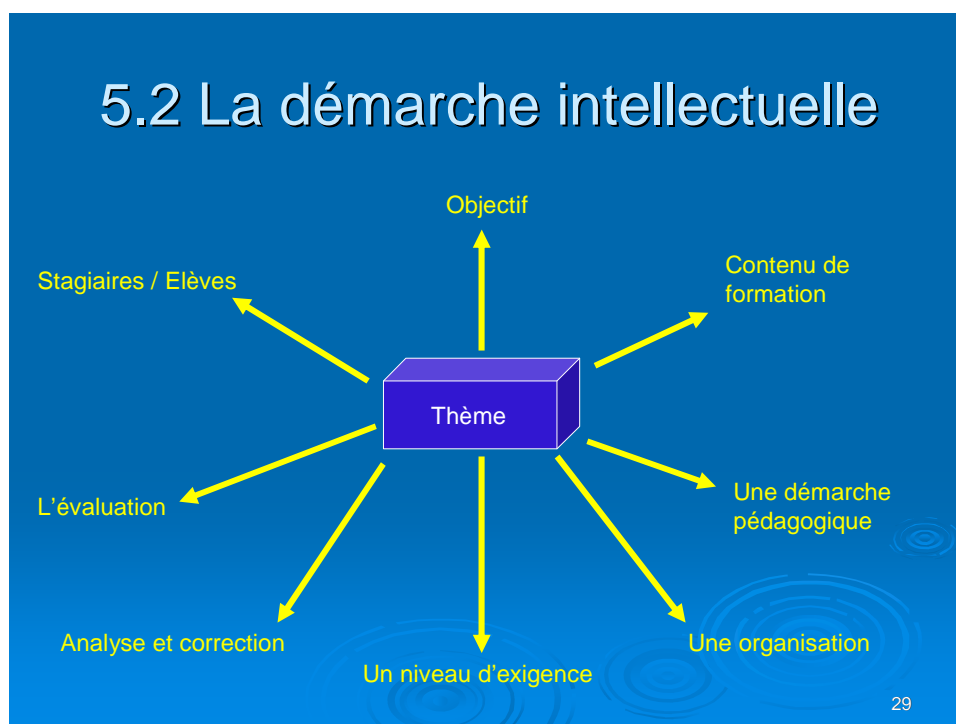 5.2 La démarche intellectuelle
Objectif
Stagiaires / Elèves
Contenu de
formation
Thème
L'évaluation
Une démarche
pédagogique
Analyse et correction
Une organisation
Un niveau d'exigence
29